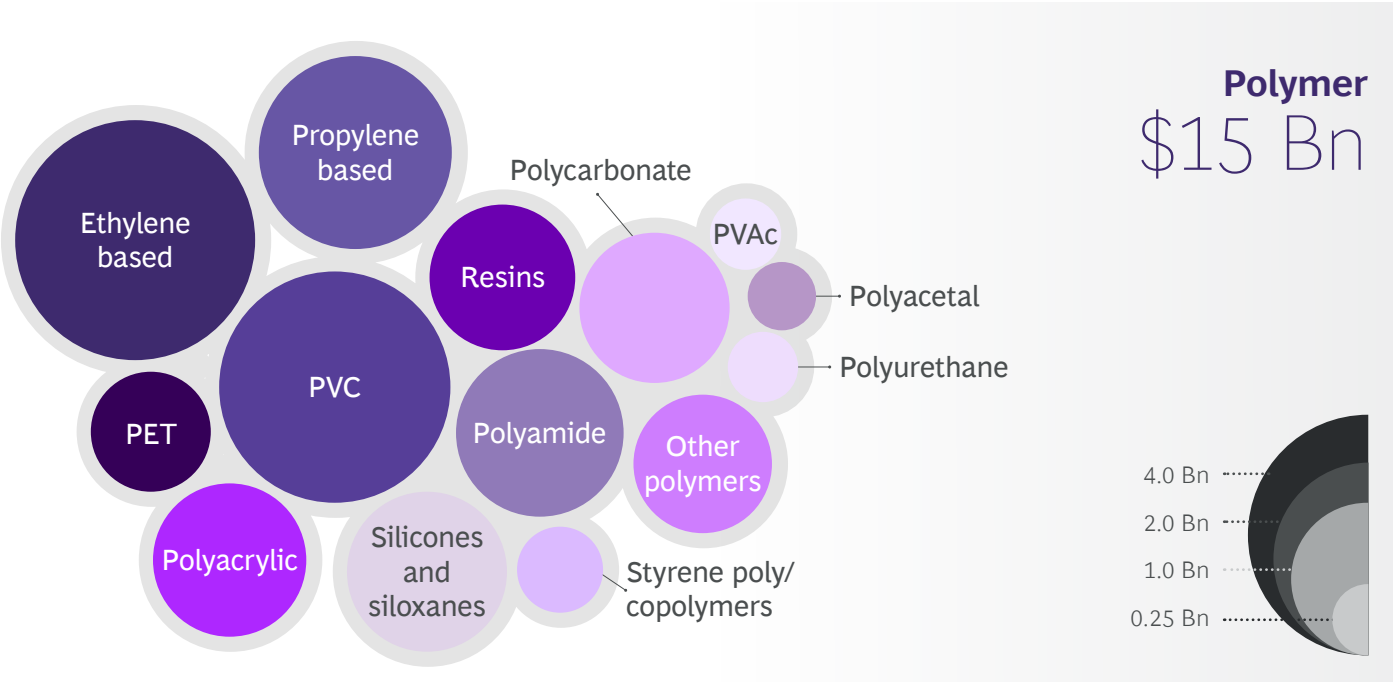 Polymer
$15 Bn
Propylene
based
Polycarbonate
Ethylene
based
PVAc
Resins
Polyacetal
Polyurethane
PVC
PET
Polyamide
Other
polymers
Polyacrylic
Silicones
and
siloxanes
Styrene poly/
copolymers
4.0 Bn
2.0 Bn
1.0 Bn
0.25 Bn